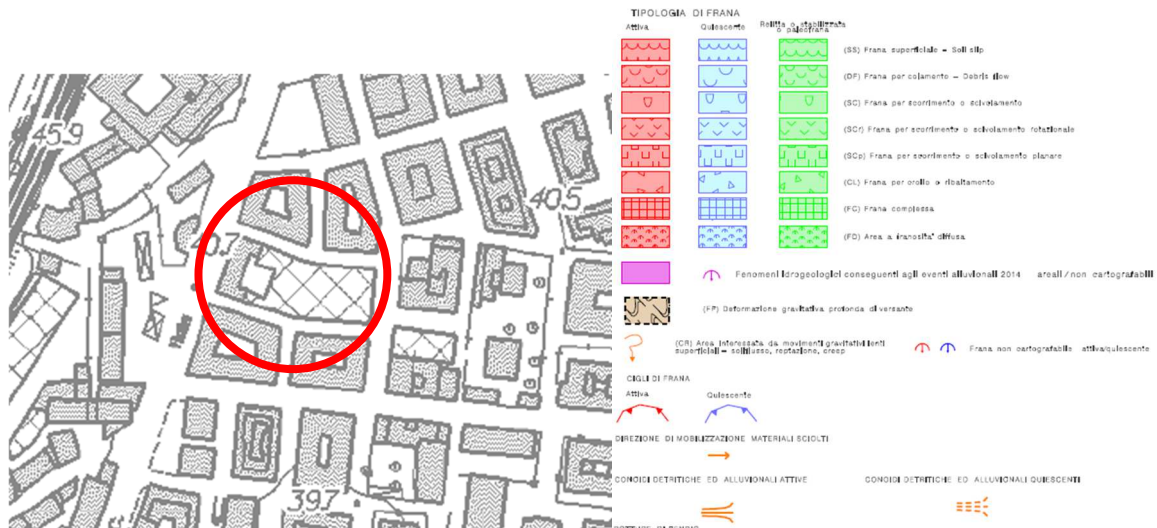 45.9
40.5
40.7
39.7
TIPOLOGIA DI FRANA
Attiva
Quiescente
Relitta o stabilizzata
o paleofrana
(SS) Frana superficiale – Soil slip
(DF) Frana per colamento – Debris flow
(SC) Frana per scorrimento o scivolamento
(SCr) Frana per scorrimento o scivolamento rotazionale
(SCp) Frana per scorrimento o scivolamento planare
(CL) Frana per crollo o ribaltamento
(FC) Frana complessa
(FD) Area a franosita' diffusa
Fenomeni idrogeologici conseguenti agli eventi alluvionali 2014 areali / non cartografabili
(FP) Deformazione gravitativa profonda di versante
(CR) Area interessata da movimenti gravitativi lenti
superficiali – soliflusso, reptazione, creep
Frana non cartografabile attiva/quiescente
CIGLI DI FRANA
Attiva
Quiescente
DIREZIONE DI MOBILIZZAZIONE MATERIALI SCIOLTI
CONOIDI DETRITICHE ED ALLUVIONALI ATTIVE
CONOIDI DETRITICHE ED ALLUVIONALI QUIESCENTI